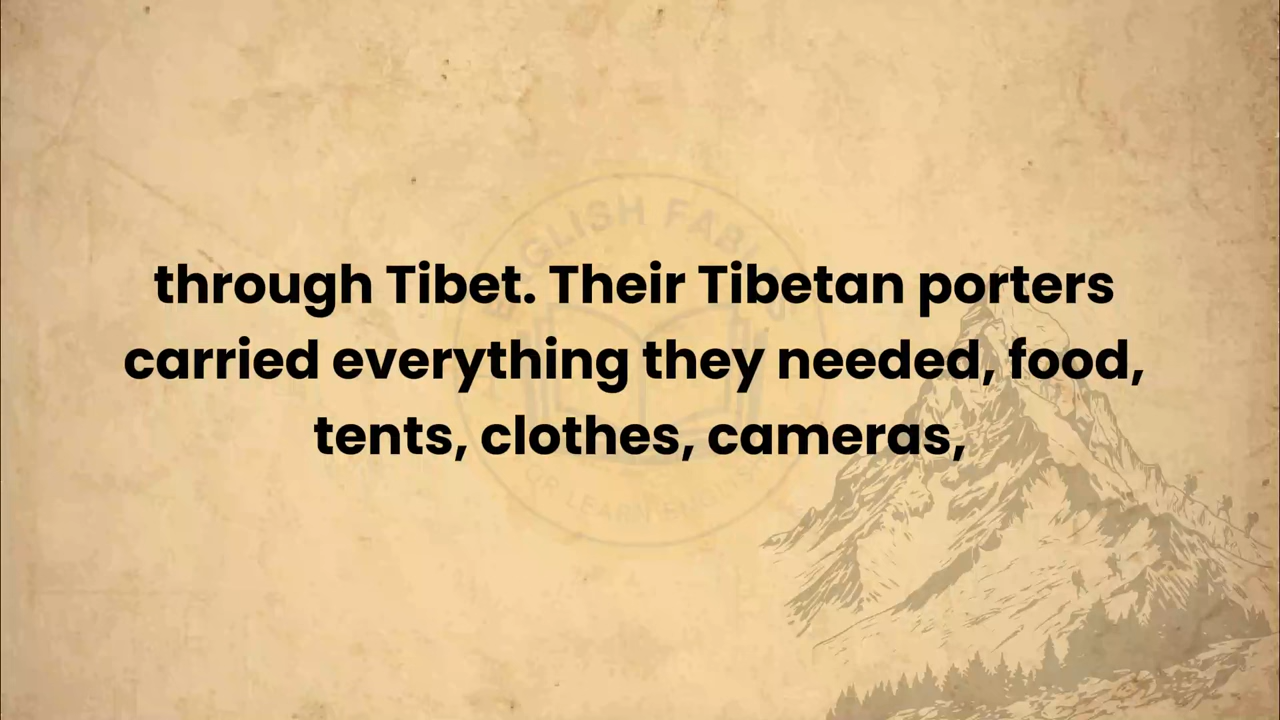 through Tibet. Their Tibetan porters
carried everything they needed, food,
tents, clothes, cameras,